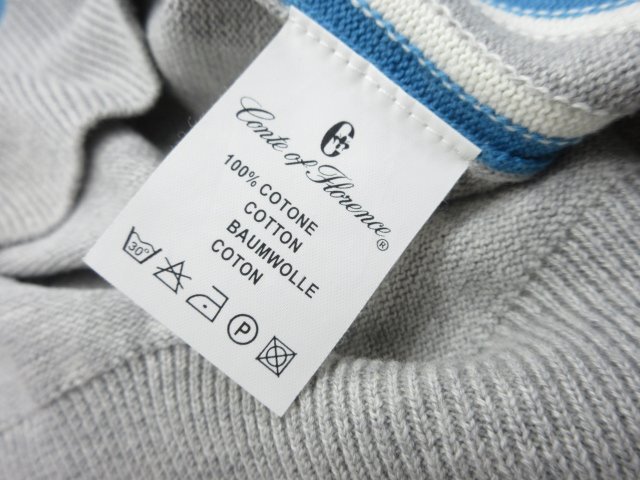 Conte of Florence®
100% COTONE
COTTON
BAUMWOLLE
COTON
30°
P